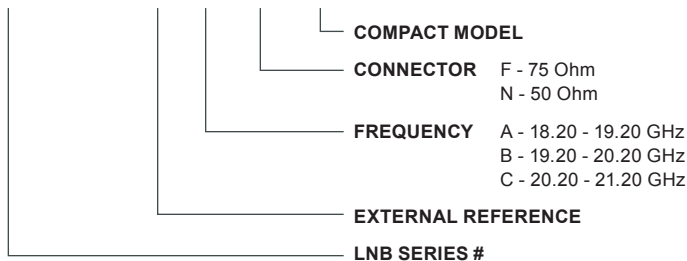 COMPACT MODEL
CONNECTOR F - 75 Ohm
N - 50 Ohm
FREQUENCY A - 18.20 - 19.20 GHz
B - 19.20 - 20.20 GHz
C - 20.20 - 21.20 GHz
EXTERNAL REFERENCE
LNB SERIES #